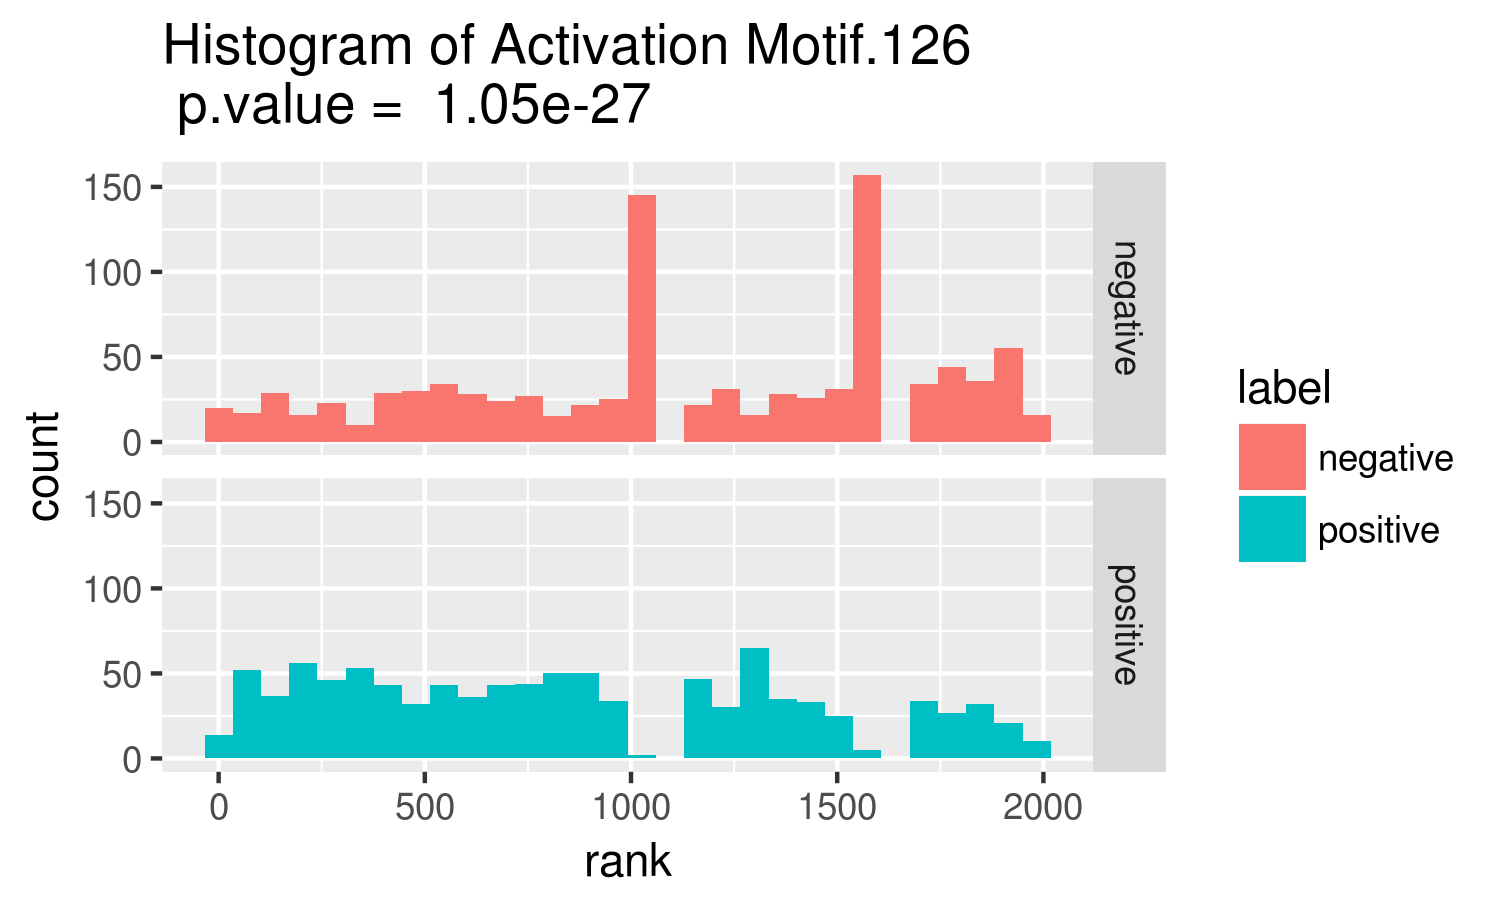 Histogram of Activation Motif.126
p.value = 1.05e-27
150
100
50
0
negative
150
100
50
0
positive
count
0 500 1000 1500 2000
rank
label
negative
positive